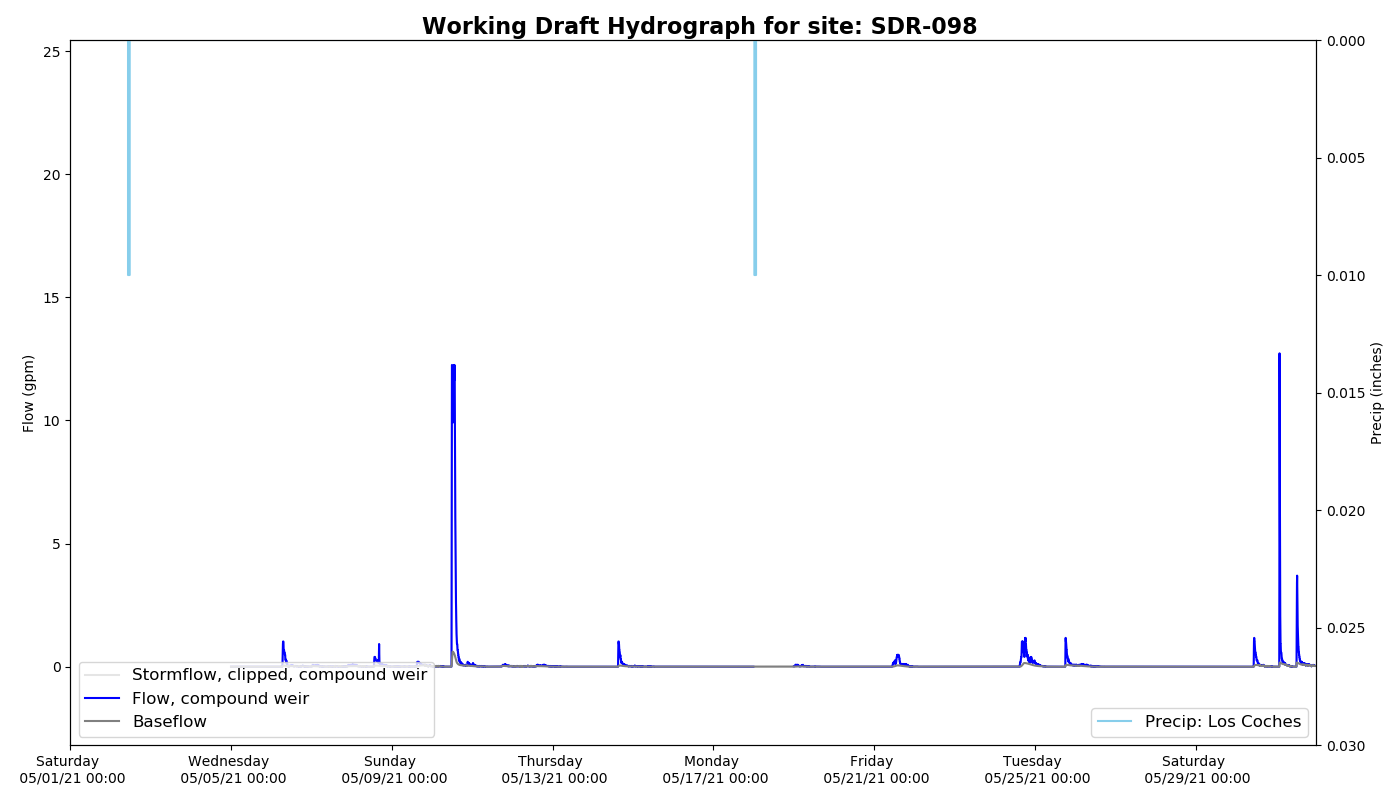 Working Draft Hydrograph for site: SDR-098
25
20
15
10
5
0
Flow (gpm)
0.000
0.005
0.010
0.015
0.020
0.025
0.030
Precip (inches)
Stormflow, clipped, compound weir
Flow, compound weir
Baseflow
Precip: Los Coches
Saturday
05/01/21 00:00
Wednesday
05/05/21 00:00
Sunday
05/09/21 00:00
Thursday
05/13/21 00:00
Monday
05/17/21 00:00
Friday
05/21/21 00:00
Tuesday
05/25/21 00:00
Saturday
05/29/21 00:00